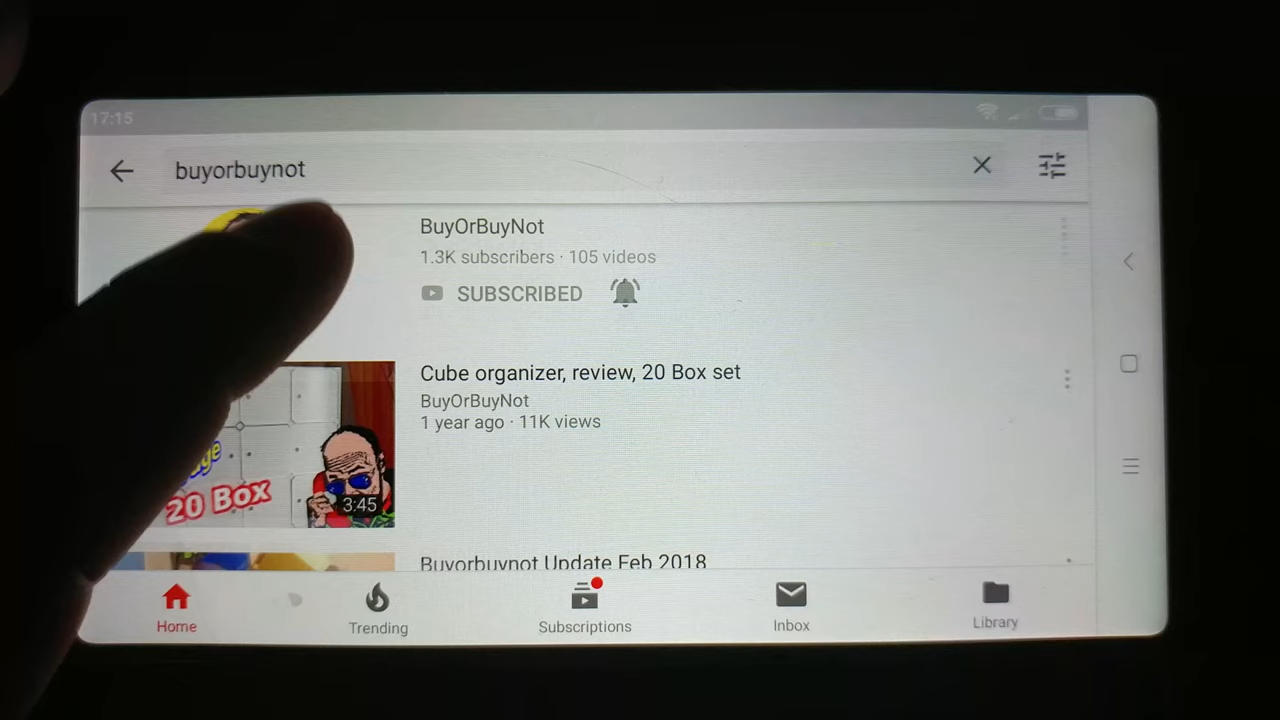 17:15
buyorbuynot
BuyOrBuyNot
1.3K subscribers · 105 videos
SUBSCRIBED
Cube organizer, review, 20 Box set
BuyOrBuyNot
1 year ago · 11K views
20 Box
3:45
Buyorbuynot Update Feb 2018
Home
Trending
Subscriptions
Inbox
Library